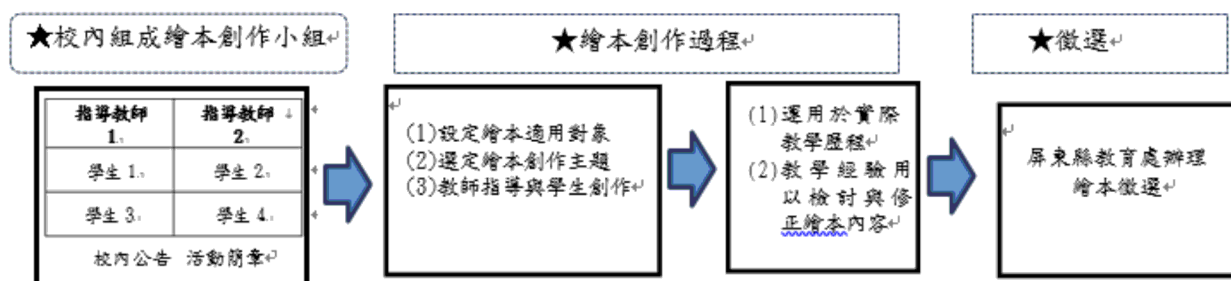 ★校內組成繪本創作小組
★繪本創作過程
★徵選
指導教師
1.
指導教師
2.
學生 1.
學生 2.
學生 3.
學生 4.
校內公告 活動簡章
(1)設定繪本適用對象
(2)選定繪本創作主題
(3)教師指導與學生創作
(1)運用於實際
教學歷程
(2)教學經驗用
以檢討與修
正繪本內容
屏東縣教育處辦理
繪本徵選